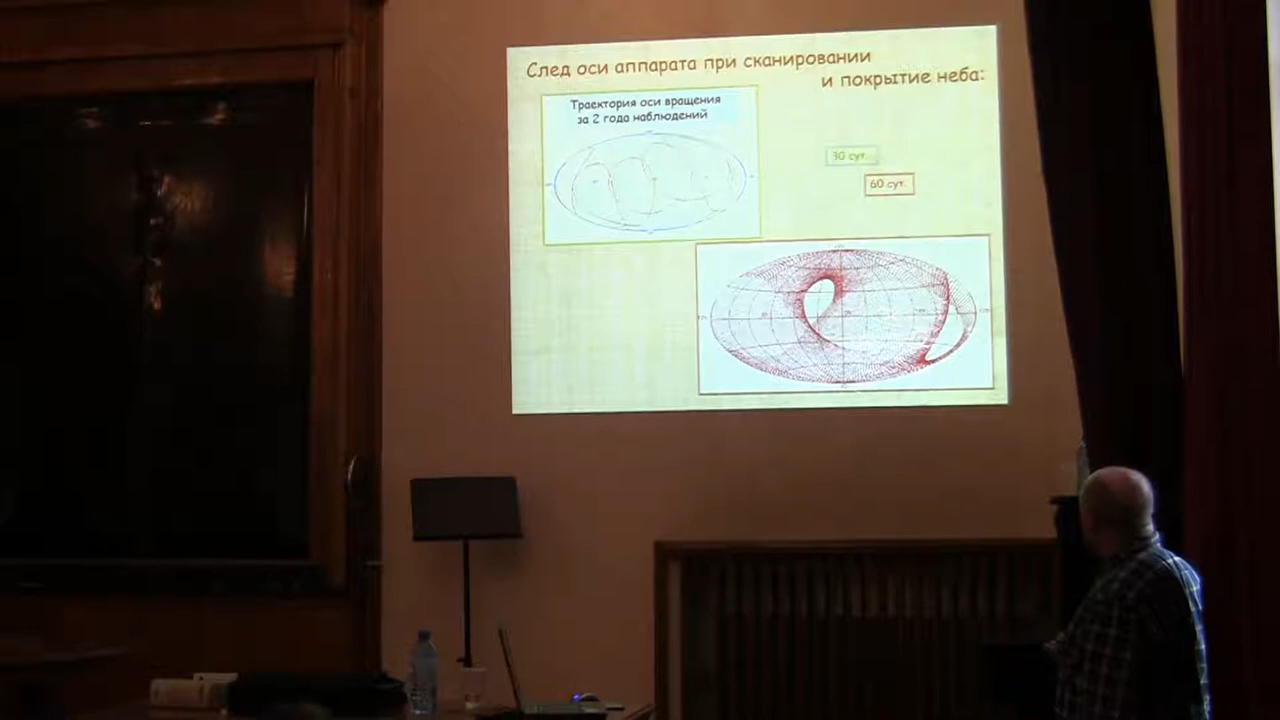 След оси аппарата при сканировании
и покрытие неба:
Траектория оси вращения
за 2 года наблюдений
30 сут.
60 сут.